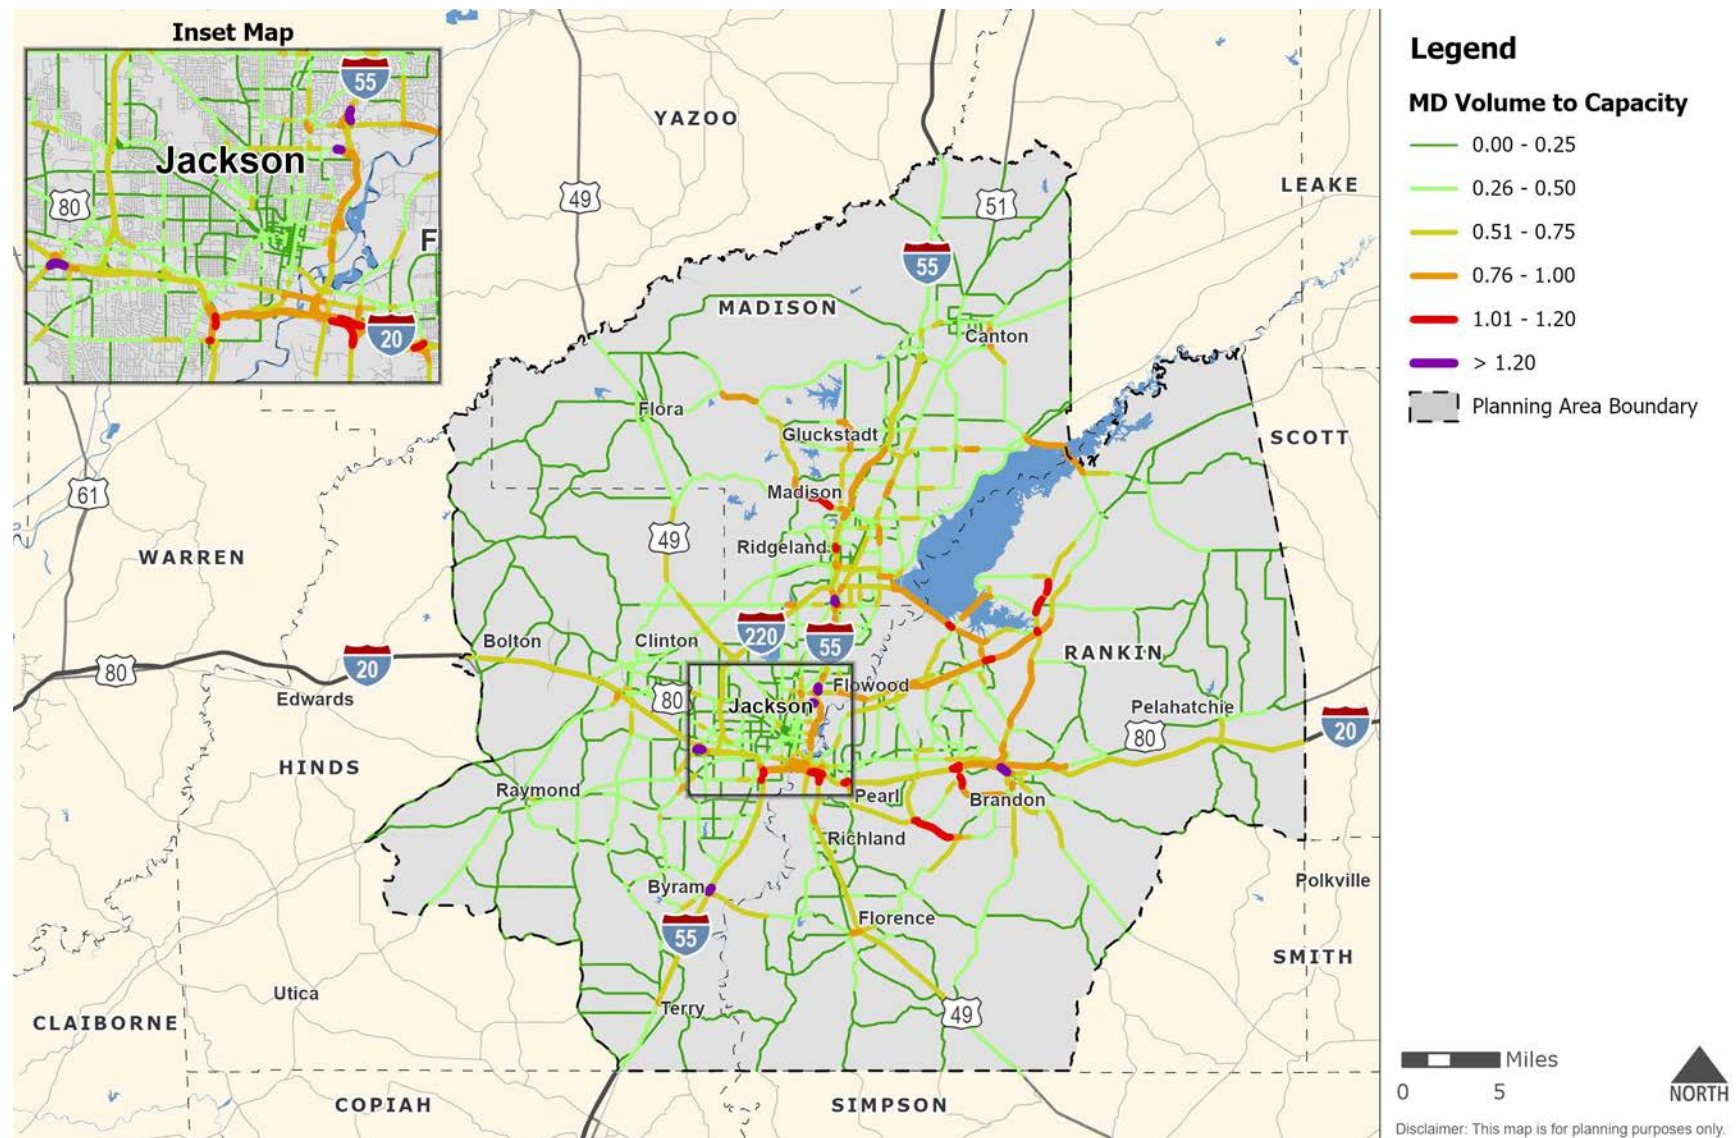 Inset Map
55
Jackson
80
F
20
Legend
MD Volume to Capacity
0.00 - 0.25
0.26 - 0.50
0.51 - 0.75
0.76 - 1.00
1.01 - 1.20
> 1.20
Planning Area Boundary
YAZOO
LEAKE
49
51
55
MADISON
Canton
Flora
Gluckstadt
SCOTT
61
Madison
49
Ridgeland
WARREN
220
55
Bolton
Clinton
RANKIN
20
80
Edwards
80
Flowood
Jackson
Pelahatchie
80
20
HINDS
Raymond
Pearl
Brandon
Richland
Byram
Polkville
Florence
55
SMITH
Utica
Terry
49
CLAIBORNE
COPIAH
SIMPSON
Miles
0 5
NORTH
Disclaimer: This map is for planning purposes only.